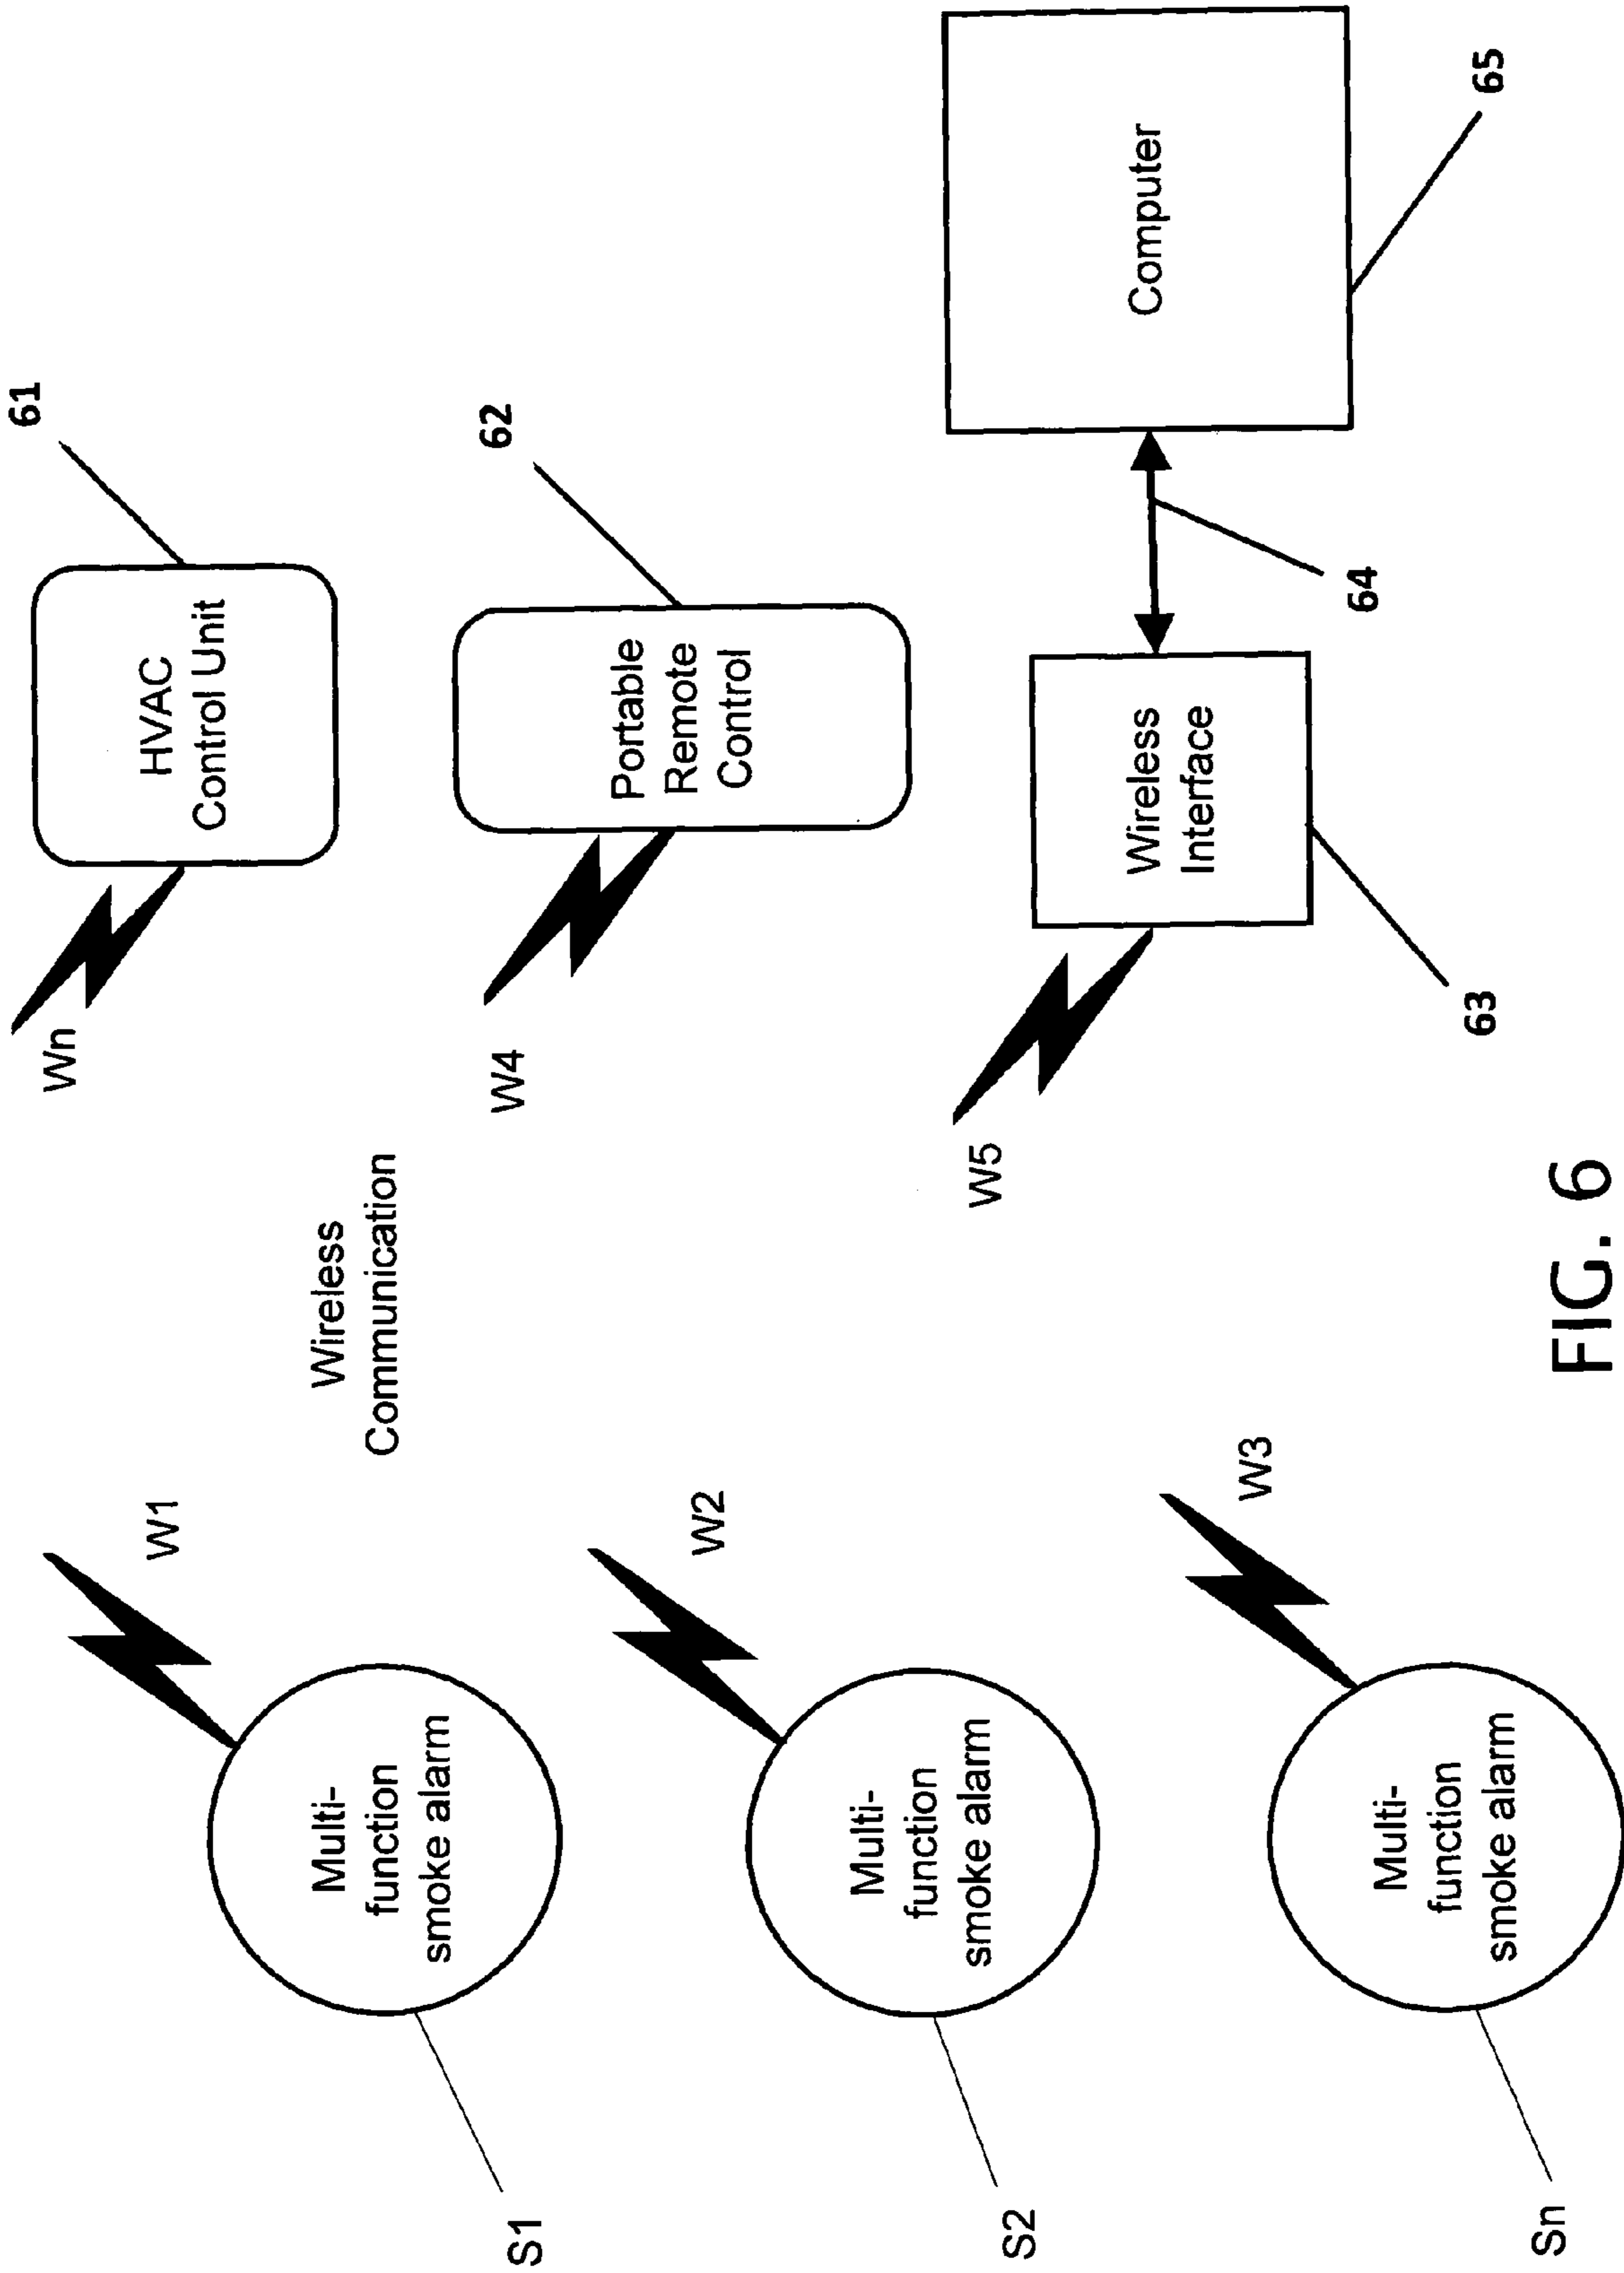 Wn
61
HVAC
Control Unit
W1
Wireless
Communication
62
W4
Portable
Remote
Control
Multi-
function
smoke alarm
S1
W2
Multi-
function
smoke alarm
S2
W5
Wireless
Interface
64
Computer
65
63
W3
Multi-
function
smoke alarm
Sn
FIG. 6